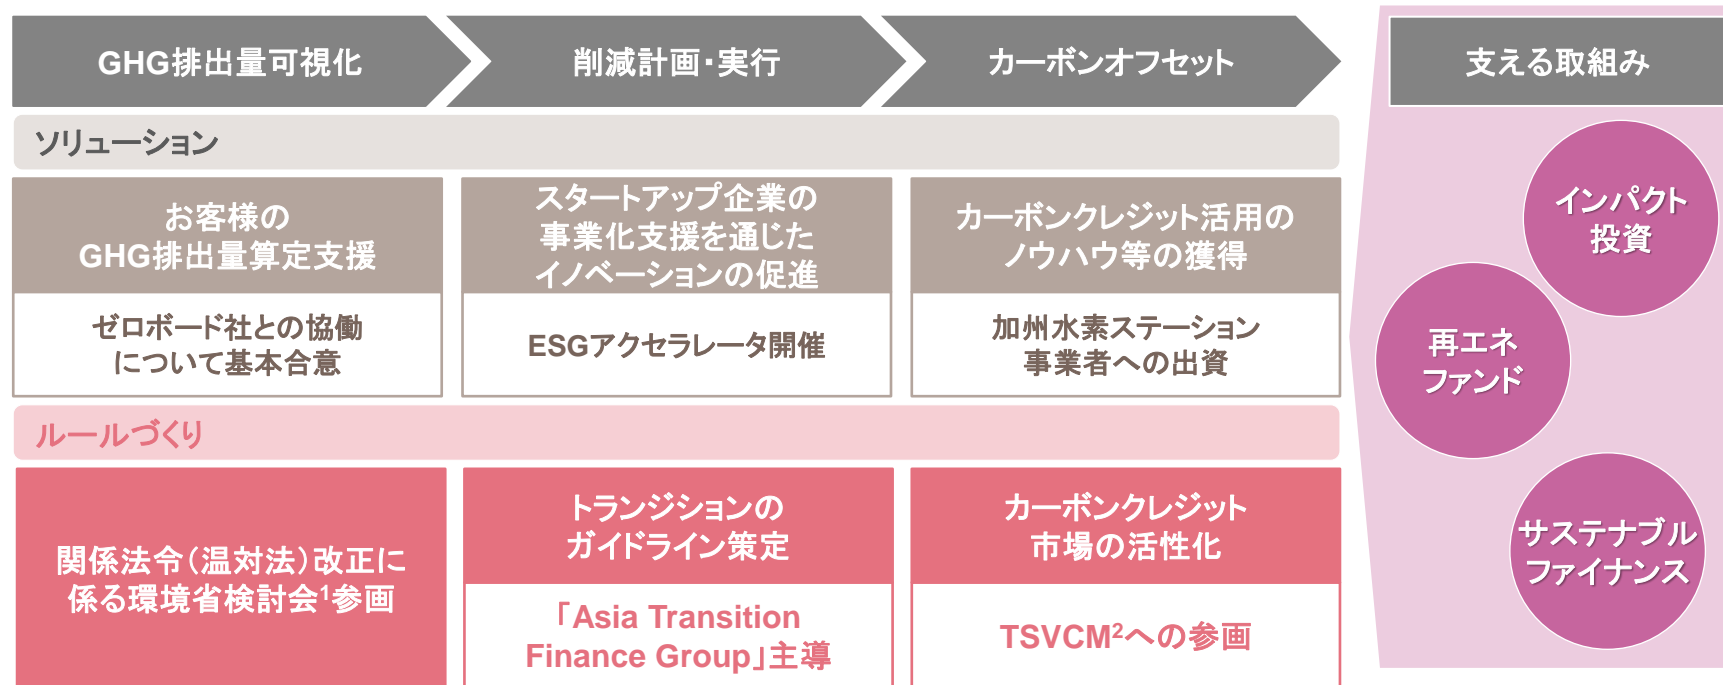 GHG排出量可視化
削減計画・実行
カーボンオフセット
支える取組み
ソリューション
お客様の
GHG排出量算定支援
ゼロボード社との協働
について基本合意
スタートアップ企業の
事業化支援を通じた
イノベーションの促進
ESGアクセラレータ開催
カーボンクレジット活用の
ノウハウ等の獲得
加州水素ステーション
事業者への出資
ルールづくり
関係法令（温対法）改正に
係る環境省検討会¹参画
トランジションの
ガイドライン策定
「Asia Transition
Finance Group」主導
カーボンクレジット
市場の活性化
TSVCM²への参画
インパクト
投資
再エネ
ファンド
サステナブル
ファイナンス